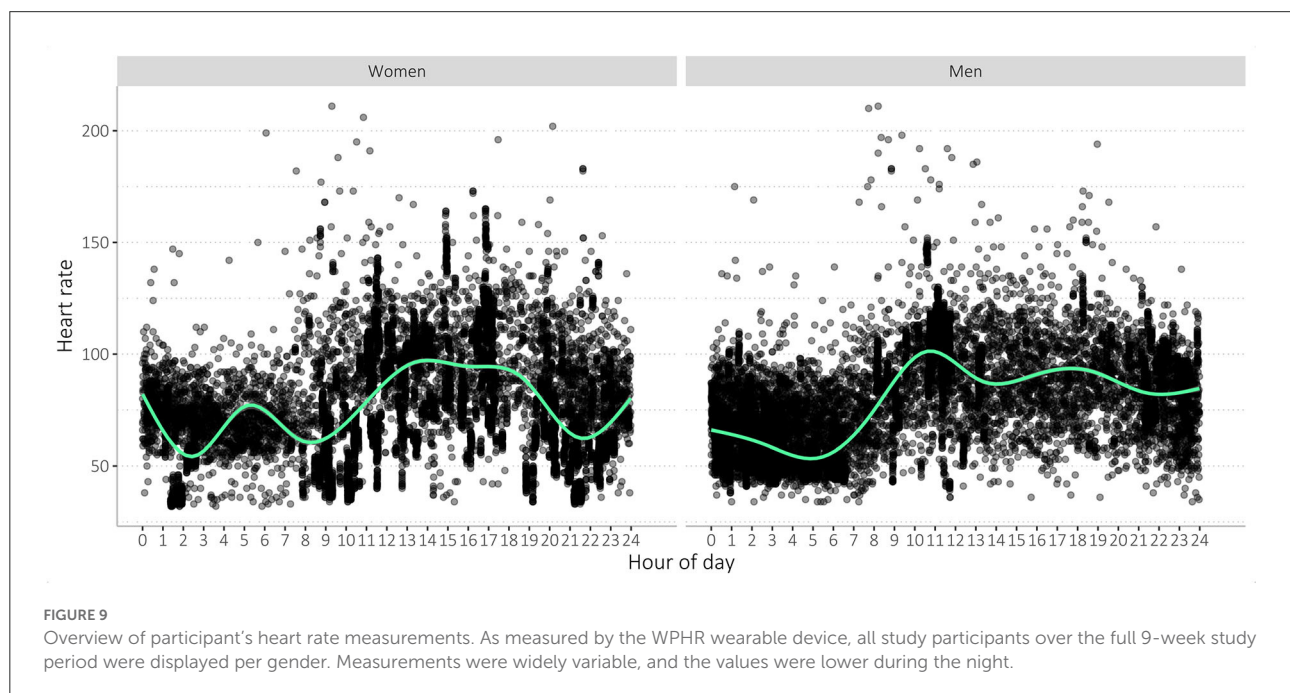 Women
Men
200
150
100
50
Heart rate
0 1 2 3 4 5 6 7 8 9 10 11 12 13 14 15 16 17 18 19 20 21 22 23 24
0 1 2 3 4 5 6 7 8 9 10 11 12 13 14 15 16 17 18 19 20 21 22 23 24
Hour of day
FIGURE 9
Overview of participant's heart rate measurements. As measured by the WPHR wearable device, all study participants over the full 9-week study
period were displayed per gender. Measurements were widely variable, and the values were lower during the night.